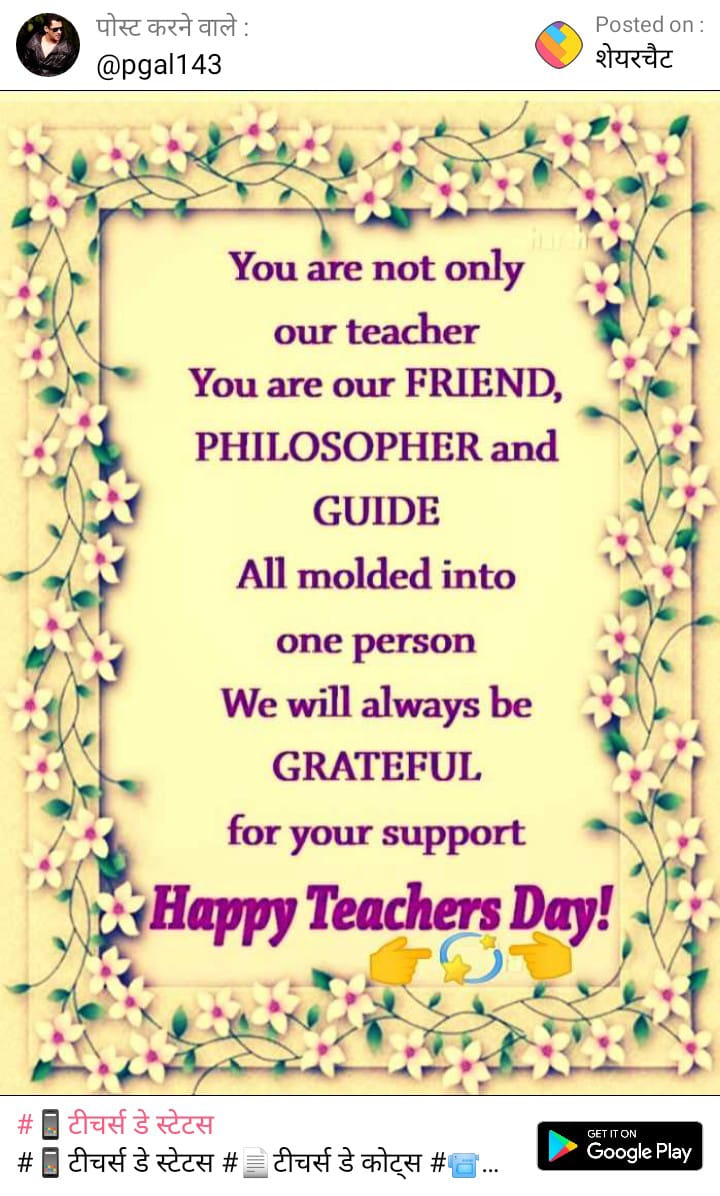 पोस्ट करने वाले :
@pgal143
Posted on :
शेयरचैट
You are not only
our teacher
You are our FRIEND,
PHILOSOPHER and
GUIDE
All molded into
one person
We will always be
GRATEFUL
for your support
Happy Teachers Day!
#📱टीचर्स डे स्टेटस
#📱टीचर्स डे स्टेटस #📄टीचर्स डे कोट्स #📹...
GET IT ON
Google Play